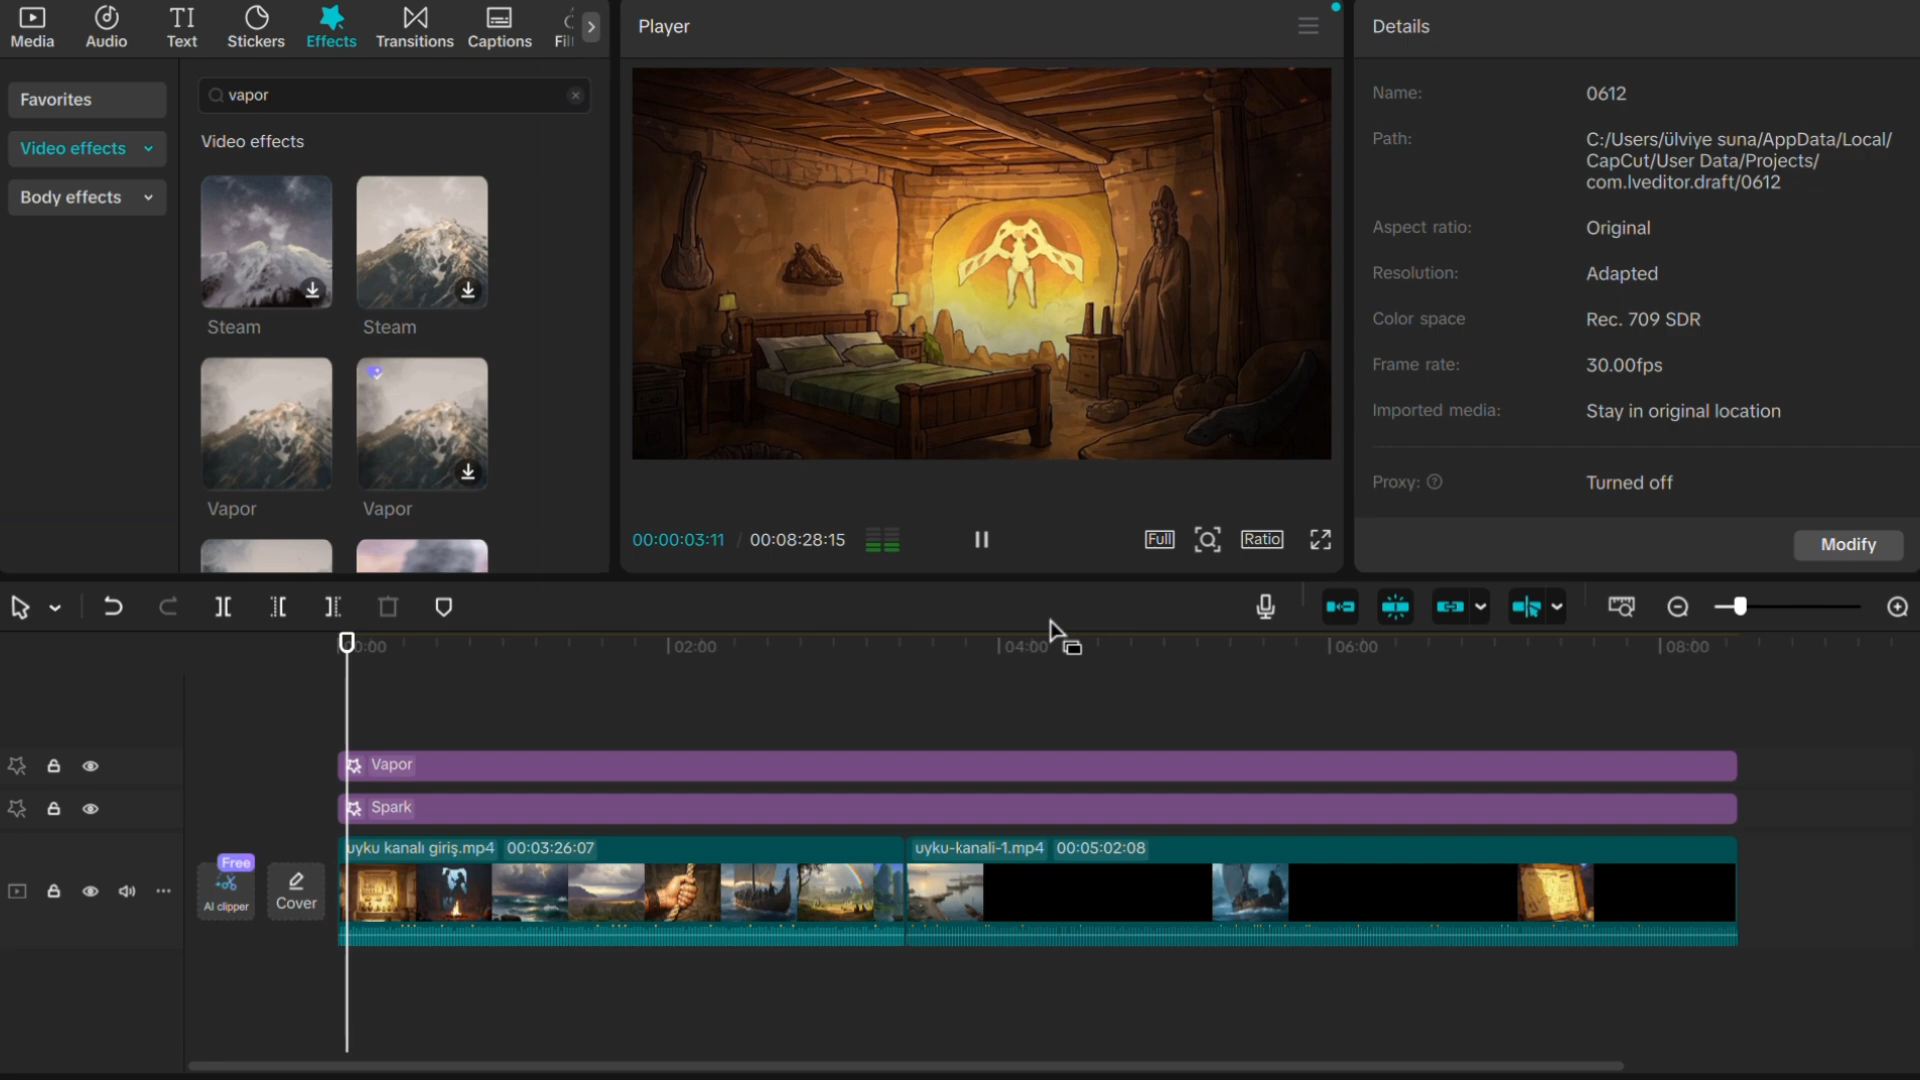 Media
Audio
TI
Text
Stickers
Effects
Transitions
Captions
Fil
Player
Details
Favorites
Video effects
Body effects
vapor
Video effects
Steam
Steam
Vapor
Vapor
00:00:03:11 / 00:08:28:15
Full
Ratio
Name: 0612
Path: C:/Users/ülviye suna/AppData/Local/
CapCut/User Data/Projects/
com.lveditor.draft/0612
Aspect ratio: Original
Resolution: Adapted
Color space Rec. 709 SDR
Frame rate: 30.00fps
Imported media: Stay in original location
Proxy: Turned off
Modify
00:00
02:00
04:00
06:00
08:00
Vapor
Spark
Free
AI clipper
Cover
uyku kanalı giriş.mp4 00:03:26:07
uyku-kanali-1.mp4 00:05:02:08